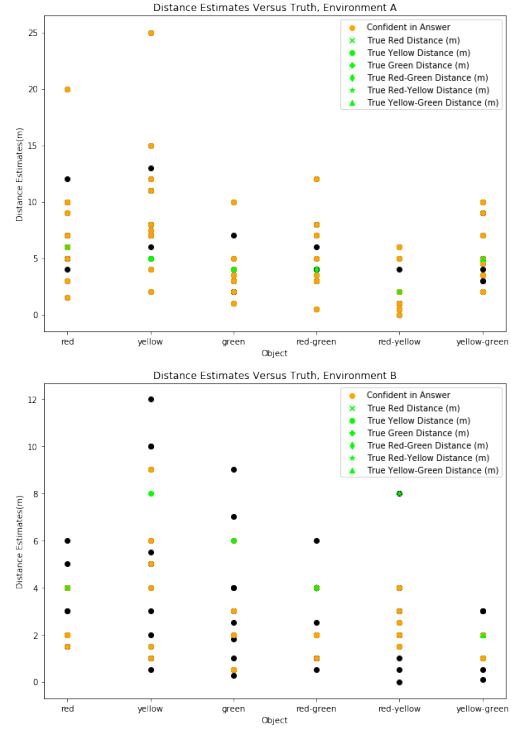 Distance Estimates Versus Truth, Environment A
Confident in Answer
True Red Distance (m)
True Yellow Distance (m)
True Green Distance (m)
True Red-Green Distance (m)
True Red-Yellow Distance (m)
True Yellow-Green Distance (m)
25
20
15
10
5
0
Distance Estimates(m)
red yellow green red-green red-yellow yellow-green
Object
Distance Estimates Versus Truth, Environment B
Confident in Answer
True Red Distance (m)
True Yellow Distance (m)
True Green Distance (m)
True Red-Green Distance (m)
True Red-Yellow Distance (m)
True Yellow-Green Distance (m)
12
10
8
6
4
2
0
Distance Estimates(m)
red yellow green red-green red-yellow yellow-green
Object